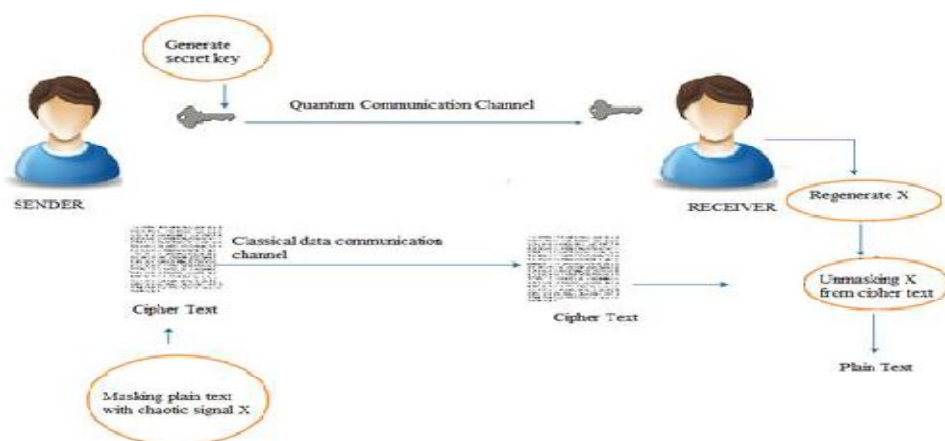 Generate
secret key
Quantum Communication Channel
SENDER
RECEIVER
Regenerate X
Classical data communication
channel
Cipher Text
Cipher Text
Unmasking X
from cipher text
Plain Text
Masking plain text
with chaotic signal X